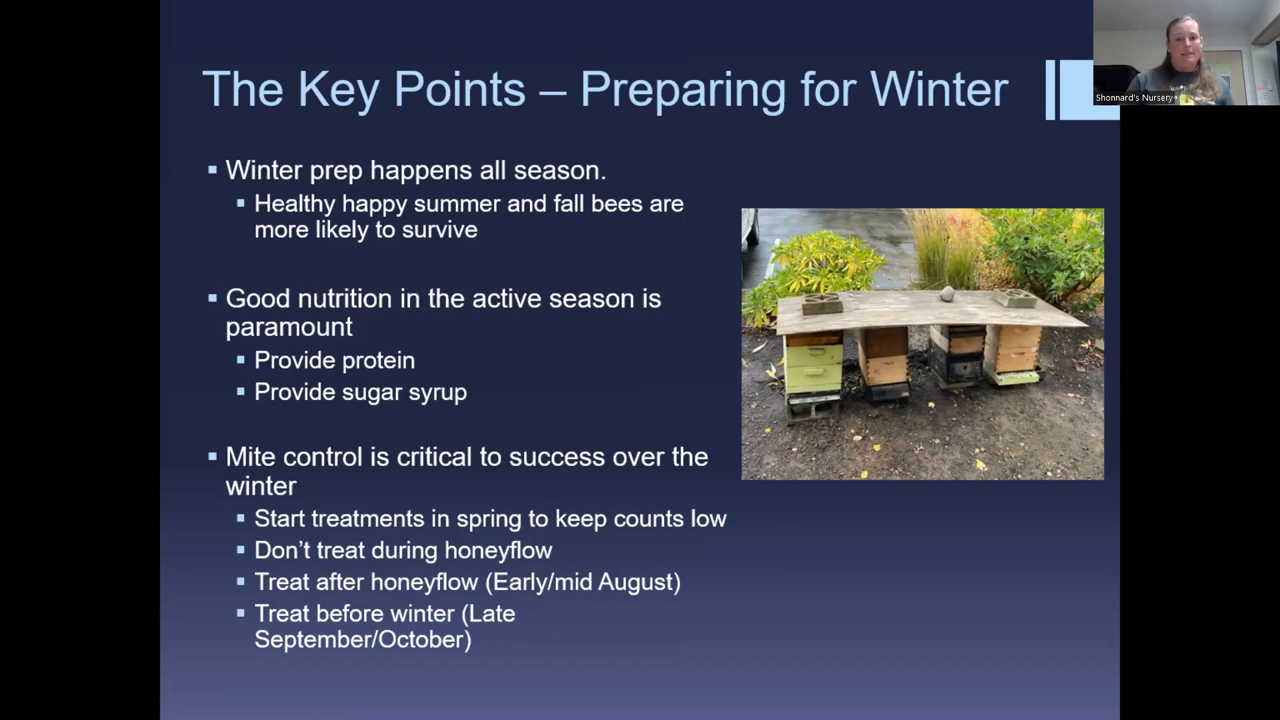 The Key Points – Preparing for Winter
Shonnard's Nursery
Winter prep happens all season.
Healthy happy summer and fall bees are
more likely to survive
Good nutrition in the active season is
paramount
Provide protein
Provide sugar syrup
Mite control is critical to success over the
winter
Start treatments in spring to keep counts low
Don’t treat during honeyflow
Treat after honeyflow (Early/mid August)
Treat before winter (Late
September/October)